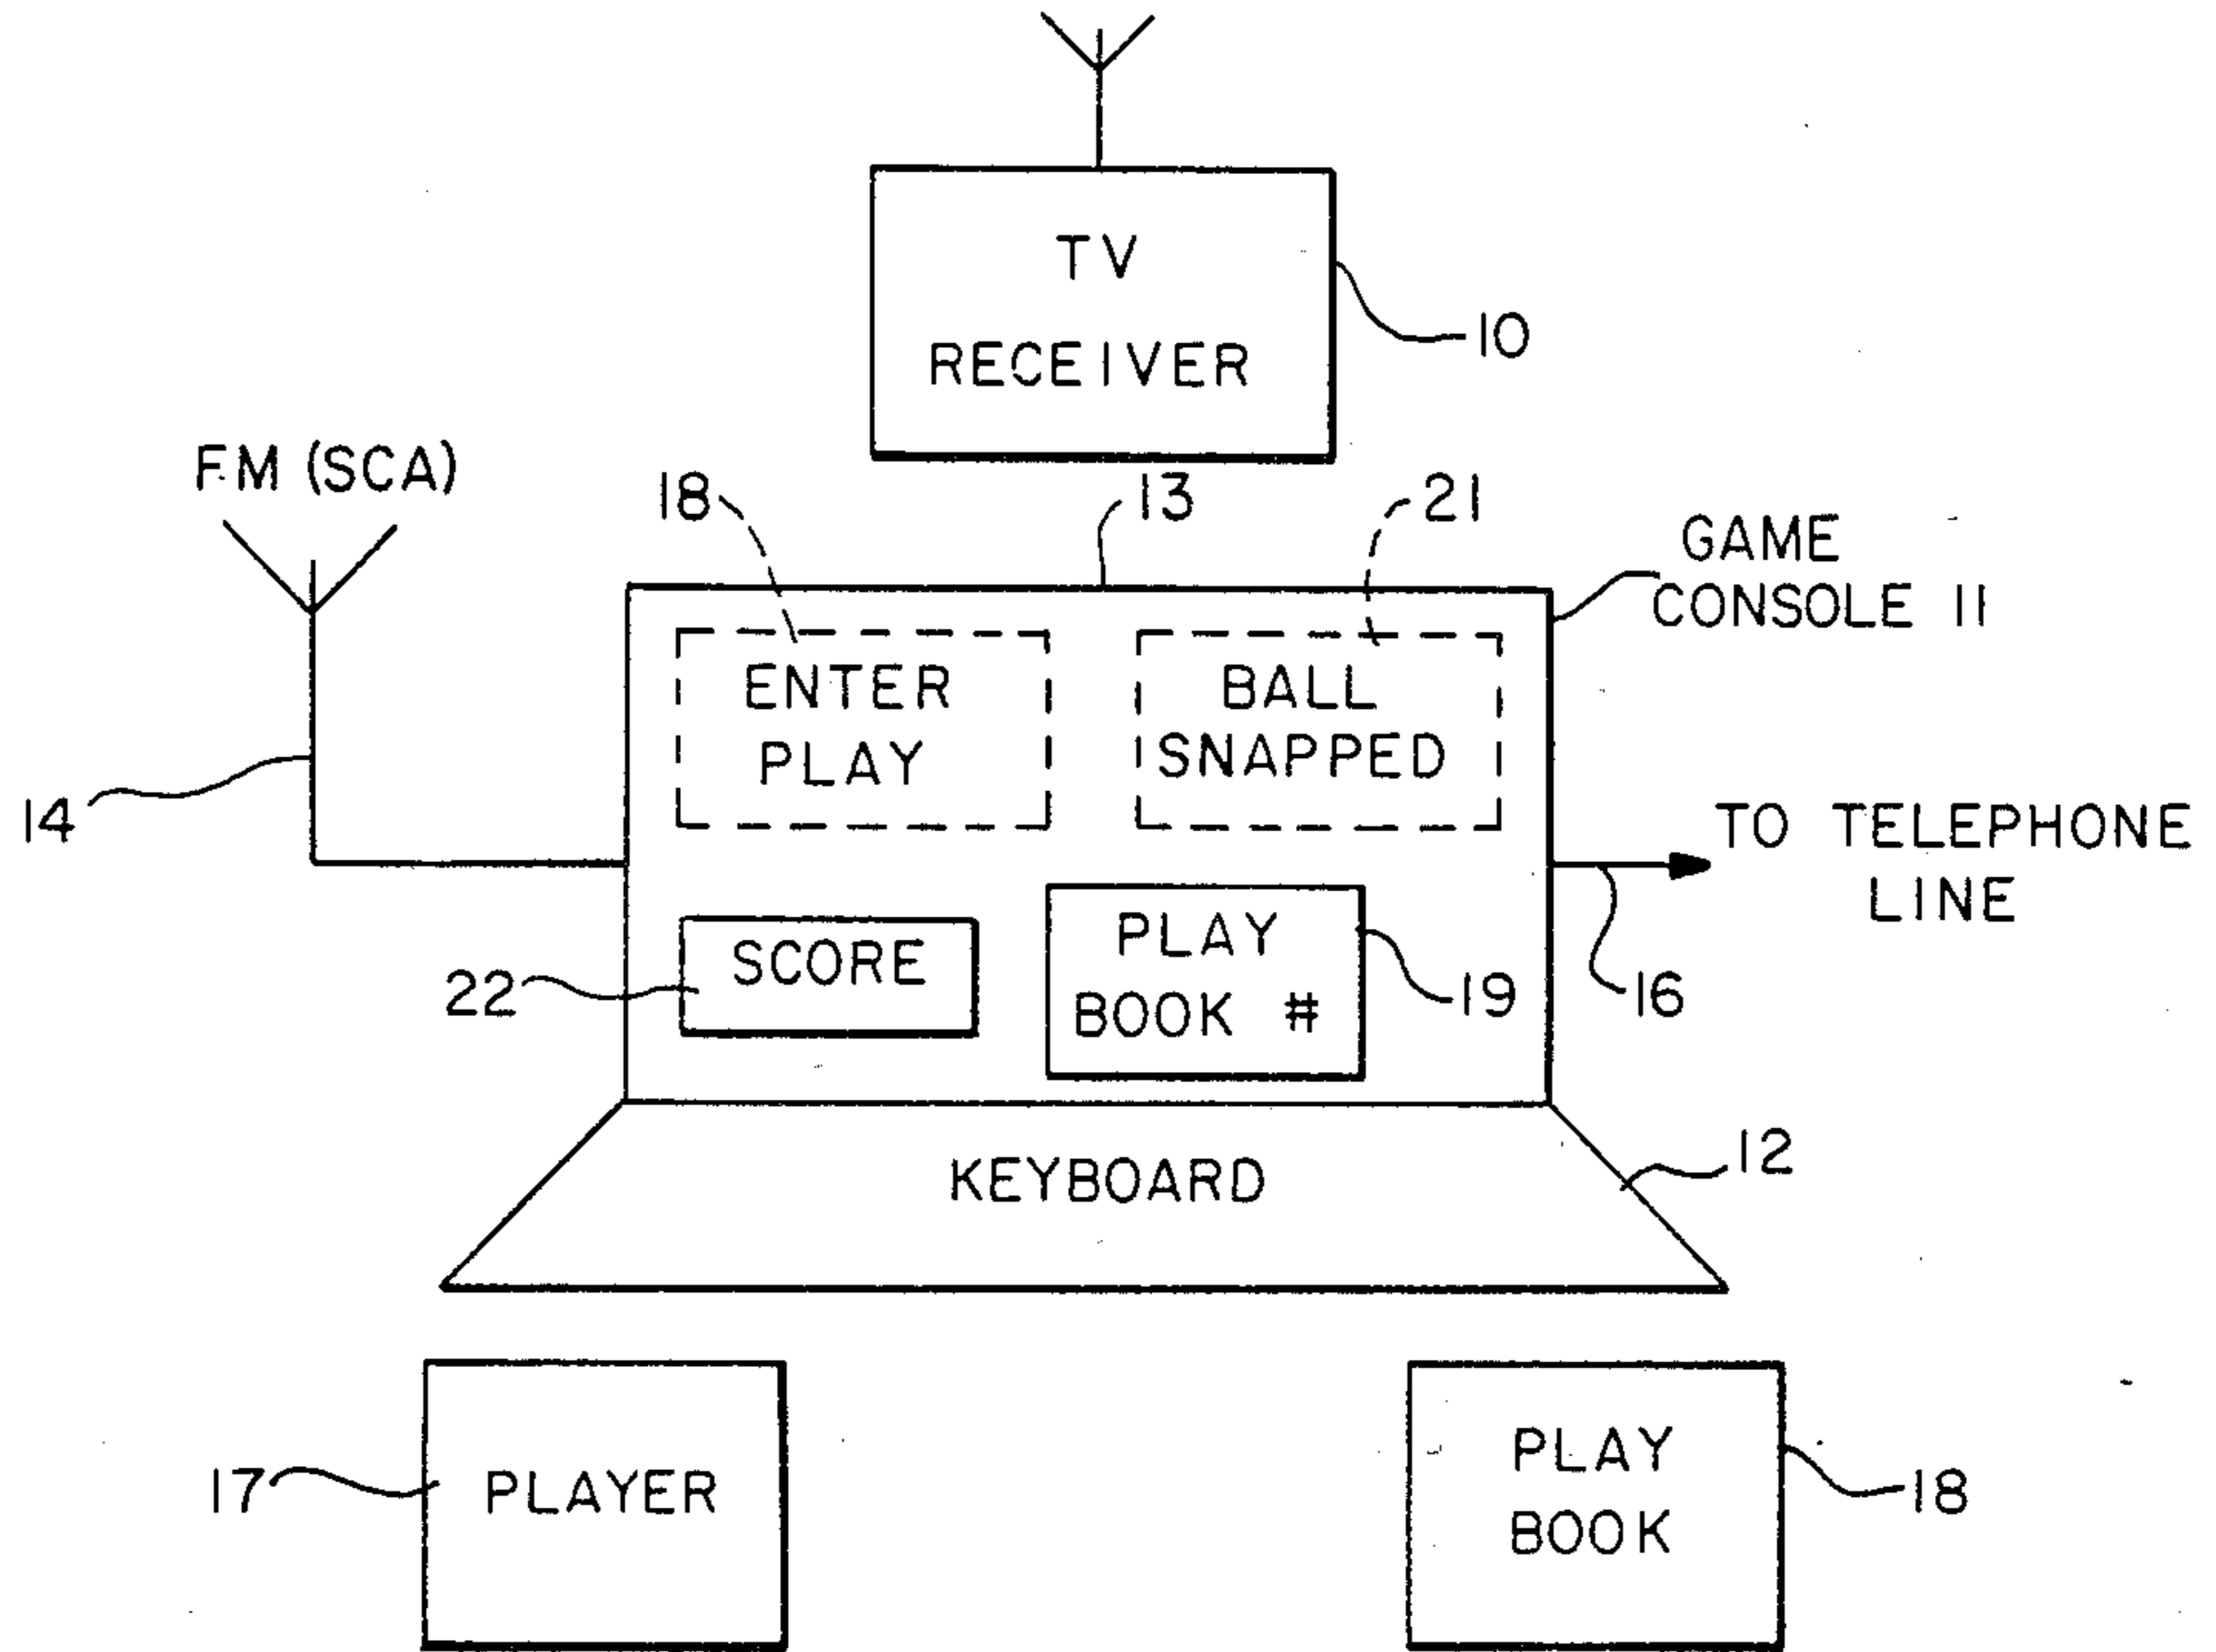 TV
RECEIVER
10
FM (SCA)
18
13
21
GAME
CONSOLE 11
ENTER
PLAY
BALL
SNAPPED
14
TO TELEPHONE
LINE
SCORE
22
PLAY
BOOK #
19
16
KEYBOARD
12
17
PLAYER
PLAY
BOOK
18